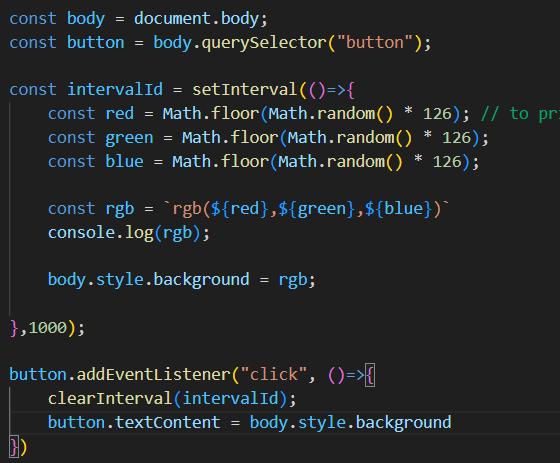 const body = document.body;
const button = body.querySelector("button");
const intervalId = setInterval(()=>{
const red = Math.floor(Math.random() * 126); // to
const green = Math.floor(Math.random() * 126);
const blue = Math.floor(Math.random() * 126);
const rgb = `rgb(${red},${green},${blue})`
console.log(rgb);
body.style.background = rgb;
},1000);
button.addEventListener("click", ()=>{
clearInterval(intervalId);
button.textContent = body.style.background
})